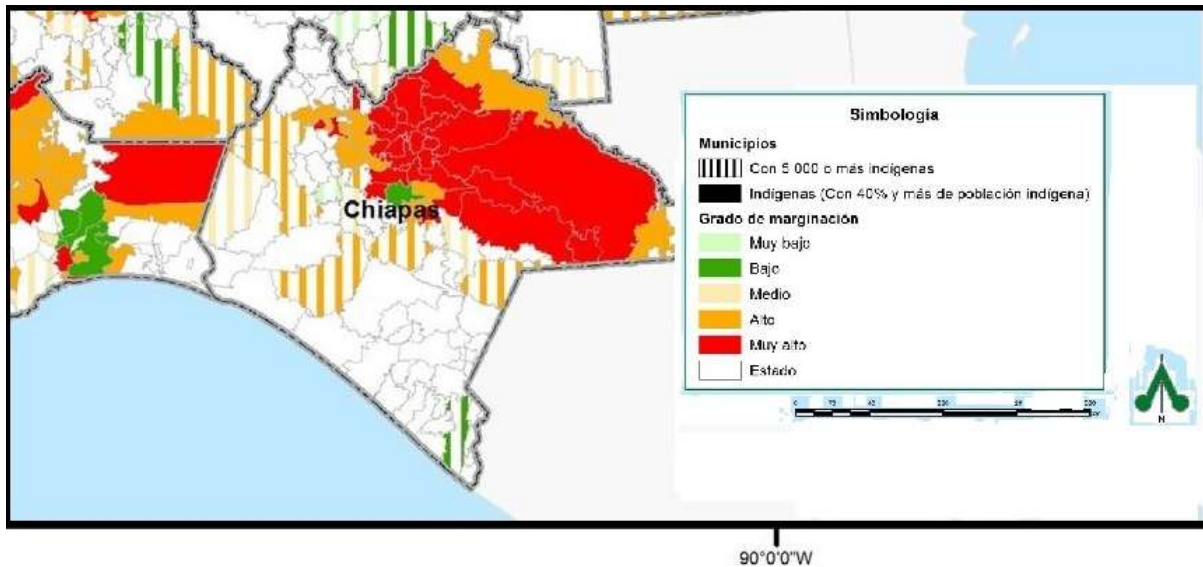 Chiapas
Simbología
Municipios
Con 5 000 o más indígenas
Indígenas (Con 40% y más de población indígena)
Grado de marginación
Muy bajo
Bajo
Medio
Alto
Muy alto
Estado
N
90°0'0"W